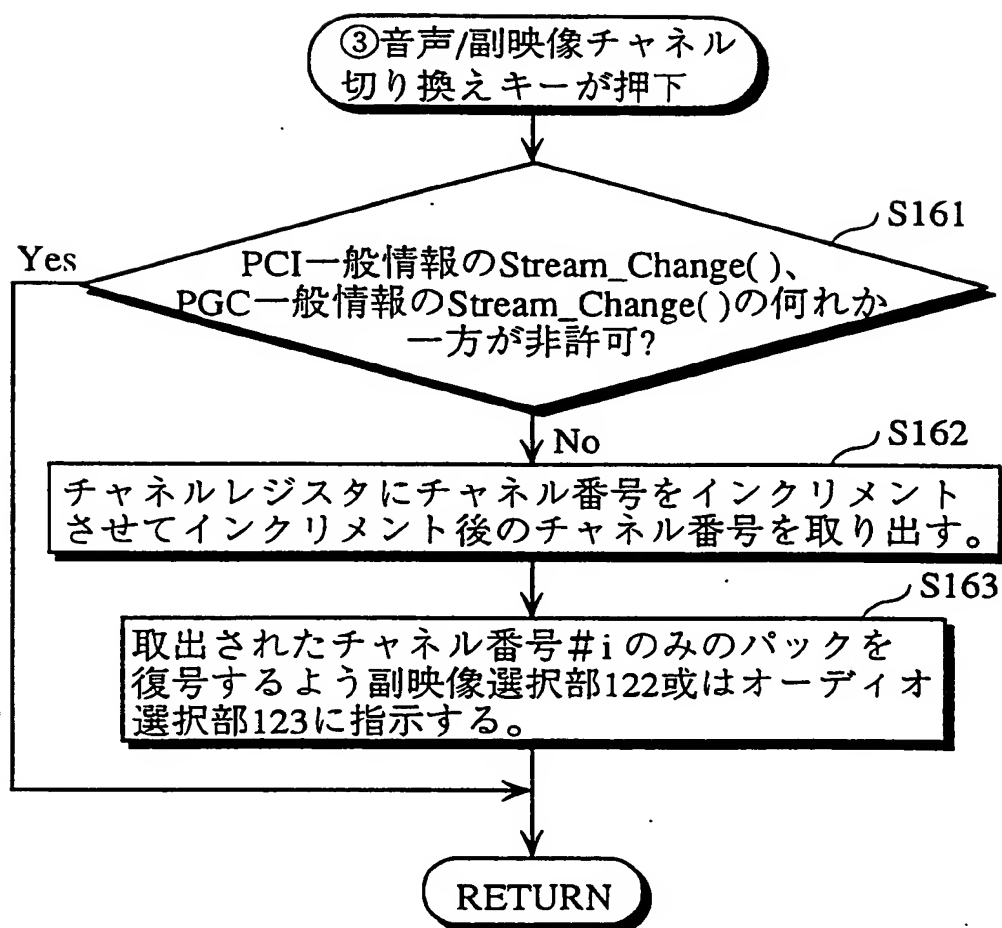 ③音声/副映像チャネル
切り換えキーが押下
S161
Yes
PCI一般情報のStream_Change( )、
PGC一般情報のStream_Change( )の何れか
一方が非許可?
No
S162
チャネルレジスタにチャネル番号をインクリメント
させてインクリメント後のチャネル番号を取り出す。
S163
取出されたチャネル番号#iのみのパックを
復号するよう副映像選択部122或はオーディオ
選択部123に指示する。
RETURN